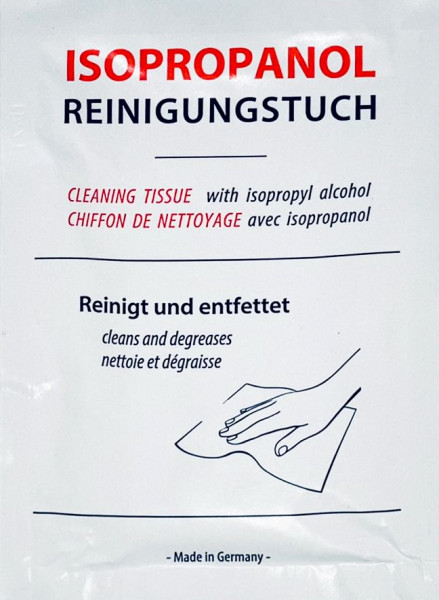 ISOPROPANOL
REINIGUNGSTUCH
CLEANING TISSUE with isopropyl alcohol
CHIFFON DE NETTOYAGE avec isopropanol
Reinigt und entfettet
cleans and degreases
nettoie et dégraisse
- Made in Germany -